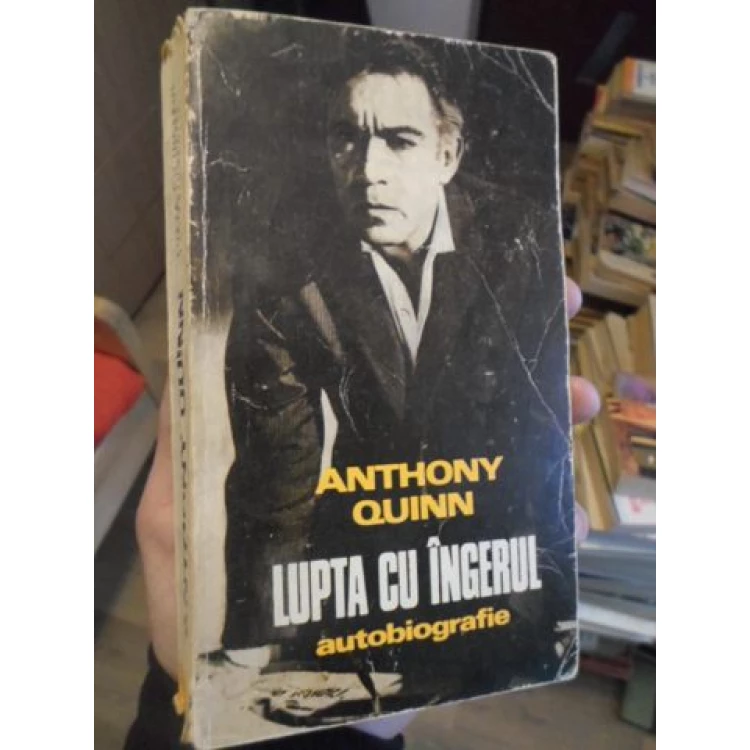 ANTHONY
QUINN
LUPTA CU ÎNGERUL
autobiografie